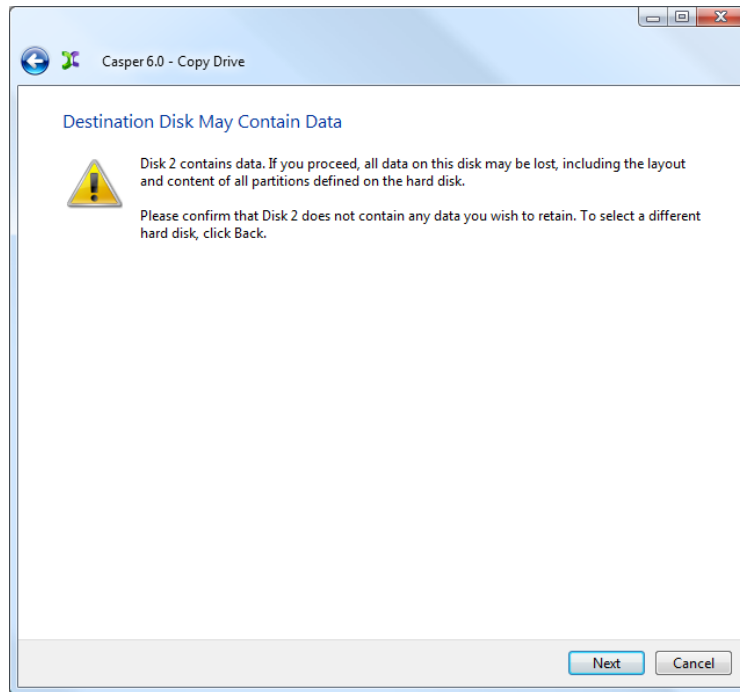 Casper 6.0 - Copy Drive
Destination Disk May Contain Data
Disk 2 contains data. If you proceed, all data on this disk may be lost, including the layout
and content of all partitions defined on the hard disk.
Please confirm that Disk 2 does not contain any data you wish to retain. To select a different
hard disk, click Back.
Next
Cancel